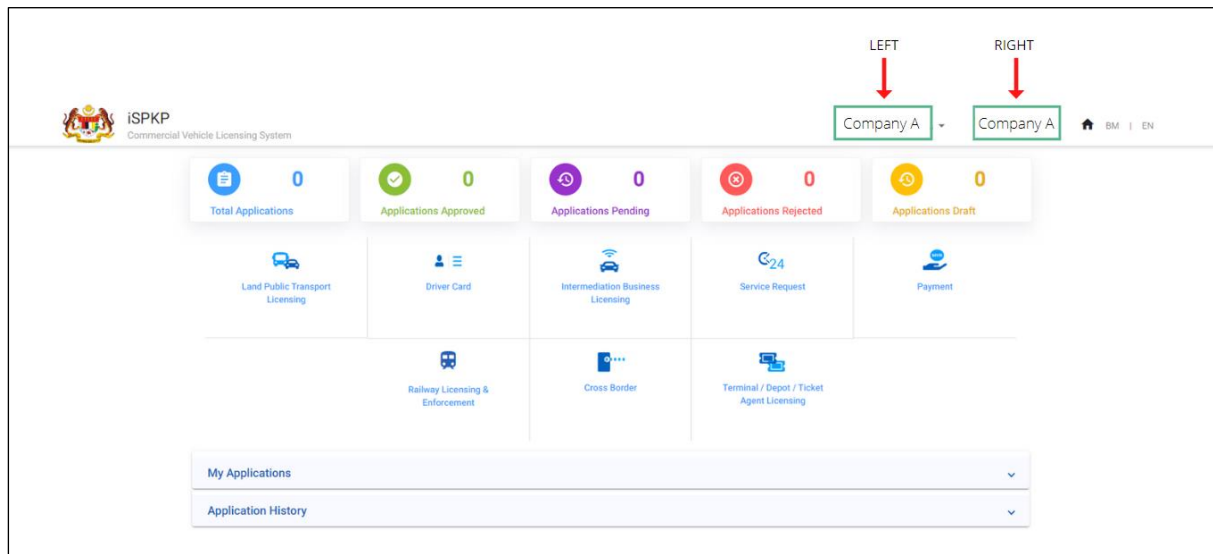 LEFT RIGHT
iSPKP
Commercial Vehicle Licensing System
Company A Company A BM | EN
0 0 0 0 0
Total Applications Applications Approved Applications Pending Applications Rejected Applications Draft
24
Land Public Transport
Licensing
Driver Card
Intermediation Business
Licensing
Service Request
Payment
Railway Licensing &
Enforcement
Cross Border
Terminal / Depot / Ticket
Agent Licensing
My Applications
Application History